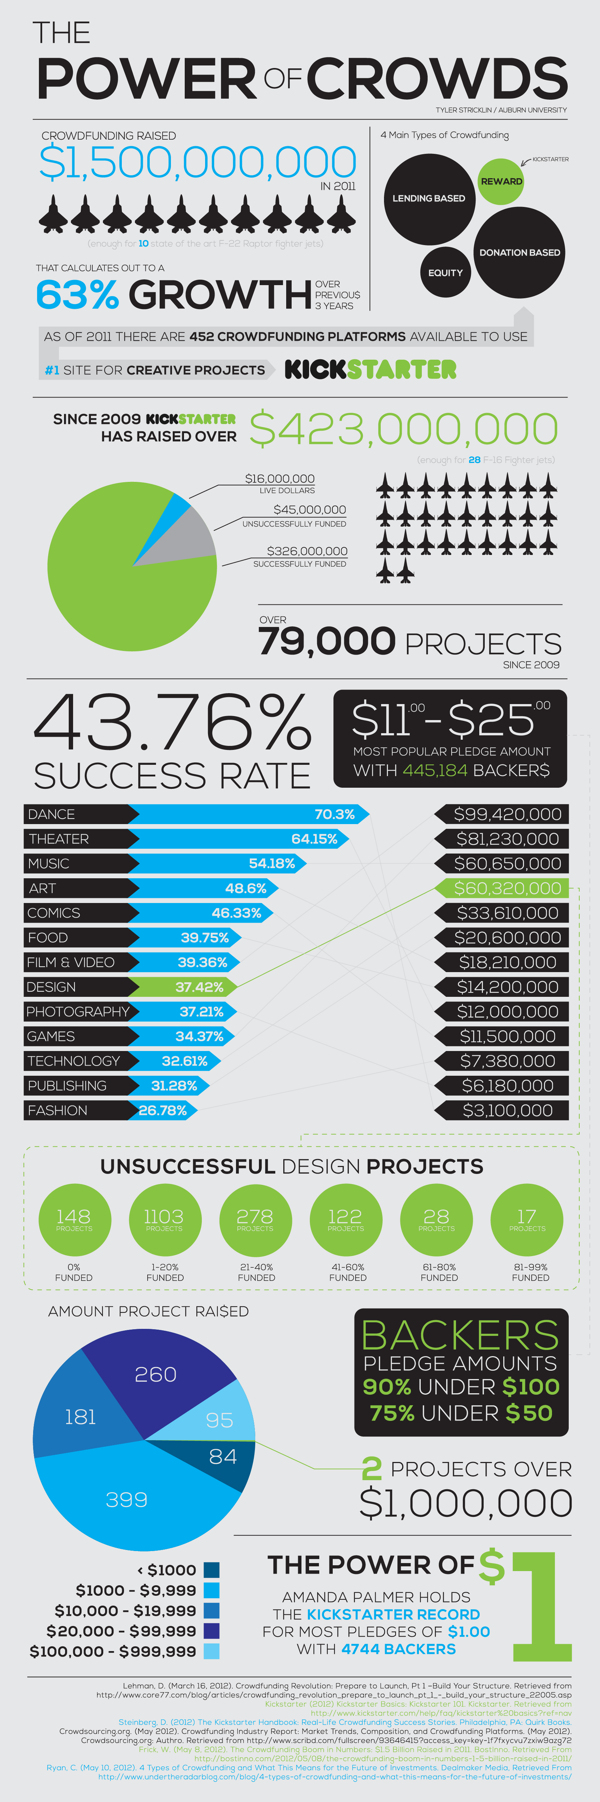 THE
POWER OF CROWDS
TYLER STRICKLIN / AUBURN UNIVERSITY
CROWDFUNDING RAISED
$1,500,000,000
IN 2011
(enough for 10 state of the art F-22 Raptor fighter jets)
THAT CALCULATES OUT TO A
63% GROWTH
OVER
PREVIOU$
3 YEARS
4 Main Types of Crowdfunding
KICKSTARTER
REWARD
LENDING BASED
DONATION BASED
EQUITY
AS OF 2011 THERE ARE 452 CROWDFUNDING PLATFORMS AVAILABLE TO USE
#1 SITE FOR CREATIVE PROJECTS
KICKSTARTER
SINCE 2009 KICKSTARTER
HAS RAISED OVER
$423,000,000
(enough for 28 F-16 Fighter jets)
$16,000,000
LIVE DOLLARS
$45,000,000
UNSUCCESSFULLY FUNDED
$326,000,000
SUCCESSFULLY FUNDED
OVER
79,000 PROJECTS
SINCE 2009
43.76%
SUCCESS RATE
$11.00-$25.00
MOST POPULAR PLEDGE AMOUNT
WITH 445,184 BACKER$
DANCE 70.3% $99,420,000
THEATER 64.15% $81,230,000
MUSIC 54.18% $60,650,000
ART 48.6% $60,320,000
COMICS 46.33% $33,610,000
FOOD 39.75% $20,600,000
FILM & VIDEO 39.36% $18,210,000
DESIGN 37.42% $14,200,000
PHOTOGRAPHY 37.21% $12,000,000
GAMES 34.37% $11,500,000
TECHNOLOGY 32.61% $7,380,000
PUBLISHING 31.28% $6,180,000
FASHION 26.78% $3,100,000
UNSUCCESSFUL DESIGN PROJECTS
148 1103 278 122 28 17
PROJECTS PROJECTS PROJECTS PROJECTS PROJECTS PROJECTS
0% 1-20% 21-40% 41-60% 61-80% 81-99%
FUNDED FUNDED FUNDED FUNDED FUNDED FUNDED
AMOUNT PROJECT RAI$ED
260
181
95
84
399
BACKERS
PLEDGE AMOUNTS
90% UNDER $100
75% UNDER $50
2 PROJECTS OVER
$1,000,000
< $1000
$1000 - $9,999
$10,000 - $19,999
$20,000 - $99,999
$100,000 - $999,999
THE POWER OF $1
AMANDA PALMER HOLDS
THE KICKSTARTER RECORD
FOR MOST PLEDGES OF $1.00
WITH 4744 BACKERS
Lehman, D. (March 16, 2012). Crowdfunding Revolution: Prepare to Launch, Pt 1 -Build Your Structure. Retrieved from
http://www.core77.com/blog/articles/crowdfunding_revolution_prepare_to_launch_pt_1_-_build_your_structure_22005.asp
Kickstarter (2012) Kickstarter Basics: Kickstarter 101. Kickstarter. Retrieved from
http://www.kickstarter.com/help/faq/kickstarter%20basics?ref=nav
Steinberg, D. (2012) The Kickstarter Handbook: Real-Life Crowdfunding Success Stories. Philadelphia, PA: Quirk Books.
Crowdsourcing.org. (May 2012). Crowdfunding Industry Report: Market Trends, Composition, and Crowdfunding Platforms. (May 2012).
Crowdsourcing.org: Authro. Retrieved from http://www.scribd.com/fullscreen/93646415?access_key=key-1f7fxycvu7zxiw9azg72
Frick, W. (May 8, 2012). The Crowdfunding Boom in Numbers: $1.5 Billion Raised in 2011. BostInno. Retrieved From
http://bostinno.com/2012/05/08/the-crowdfunding-boom-in-numbers-1-5-billion-raised-in-2011/
Ryan, C. (May 10, 2012). 4 Types of Crowdfunding and What This Means for the Future of Investments. Dealmaker Media. Retrieved From
http://www.undertheradarblog.com/blog/4-types-of-crowdfunding-and-what-this-means-for-the-future-of-investments/